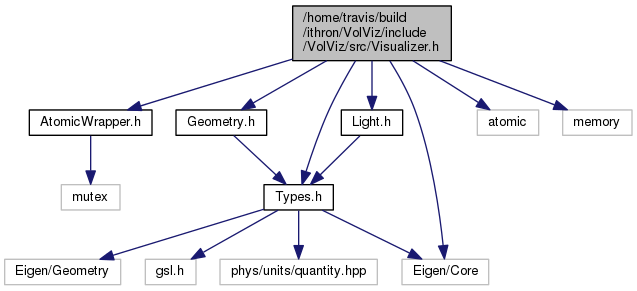 /home/travis/build
/ithron/VolViz/include
/VolViz/src/Visualizer.h
AtomicWrapper.h
Geometry.h
Light.h
atomic
memory
mutex
Types.h
Eigen/Geometry
gsl.h
phys/units/quantity.hpp
Eigen/Core